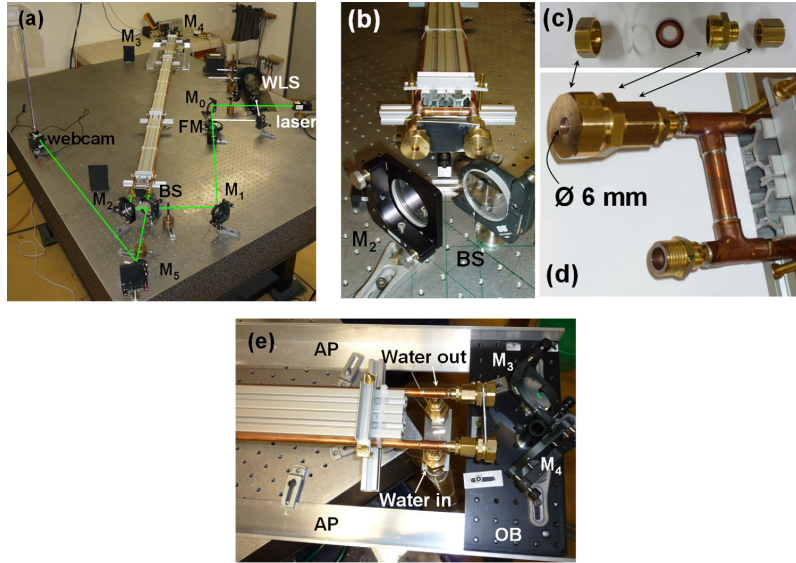 (a)
M4
M3
WLS
M0
FM
laser
webcam
BS
M2
M1
M5
(b)
M2
BS
(c)
Ø 6 mm
(d)
(e)
AP
Water out
M3
M4
Water in
AP
OB